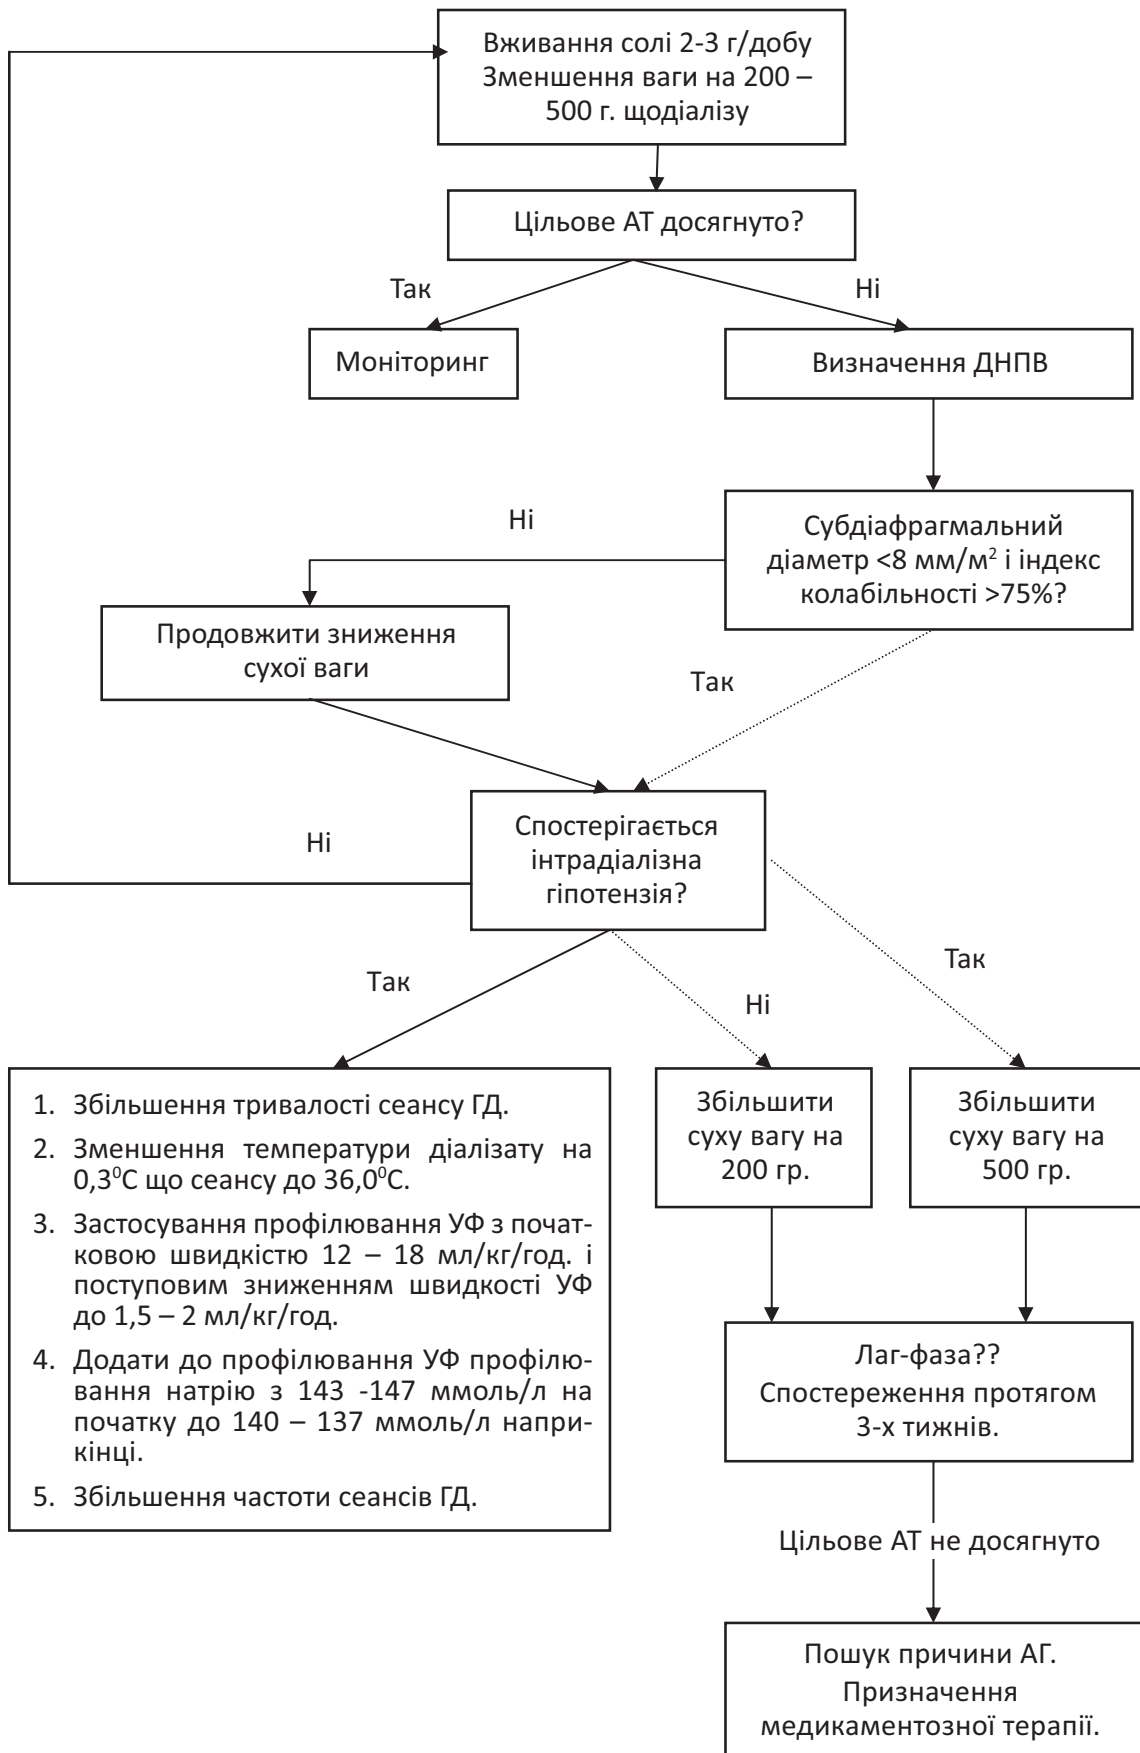 Вживання солі 2-3 г/добу
Зменшення ваги на 200 –
500 г. щодіалізу
Цільове АТ досягнуто?
Так
Ні
Моніторинг
Визначення ДНПВ
Ні
Субдіафрагмальний
діаметр <8 мм/м² і індекс
колабільності >75%?
Продовжити зниження
сухої ваги
Так
Ні
Спостерігається
інтрадіалізна
гіпотензія?
Так
Ні
Так
1. Збільшення тривалості сеансу ГД.
2. Зменшення температури діалізату на
0,3⁰С що сеансу до 36,0⁰С.
3. Застосування профілювання УФ з почат-
ковою швидкістю 12 – 18 мл/кг/год. і
поступовим зниженням швидкості УФ
до 1,5 – 2 мл/кг/год.
4. Додати до профілювання УФ профілю-
вання натрію з 143 -147 ммоль/л на
початку до 140 – 137 ммоль/л напри-
кінці.
5. Збільшення частоти сеансів ГД.
Збільшити
суху вагу на
200 гр.
Збільшити
суху вагу на
500 гр.
Лаг-фаза??
Спостереження протягом
3-х тижнів.
Цільове АТ не досягнуто
Пошук причини АГ.
Призначення
медикаментозної терапії.